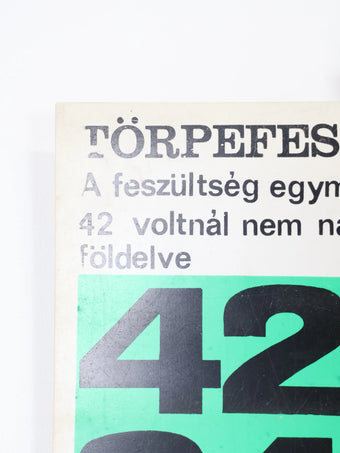 TÖRPEFES
A feszültség egym
42 voltnál nem na
földelve
42